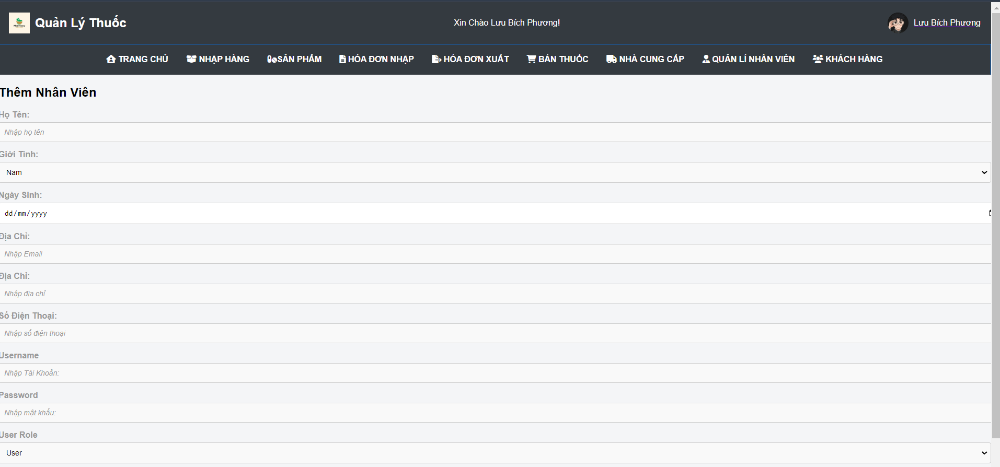 Pharmacy
Quản Lý Thuốc
Xin Chào Lưu Bích Phương!
Lưu Bích Phương
TRANG CHỦ NHẬP HÀNG SẢN PHẨM HÓA ĐƠN NHẬP HÓA ĐƠN XUẤT BÁN THUỐC NHÀ CUNG CẤP QUẢN LÍ NHÂN VIÊN KHÁCH HÀNG
Thêm Nhân Viên
Họ Tên:
Nhập họ tên
Giới Tính:
Nam
Ngày Sinh:
dd/mm/yyyy
Địa Chỉ:
Nhập Email
Địa Chỉ:
Nhập địa chỉ
Số Điện Thoại:
Nhập số điện thoại
Username
Nhập Tài Khoản:
Password
Nhập mật khẩu:
User Role
User